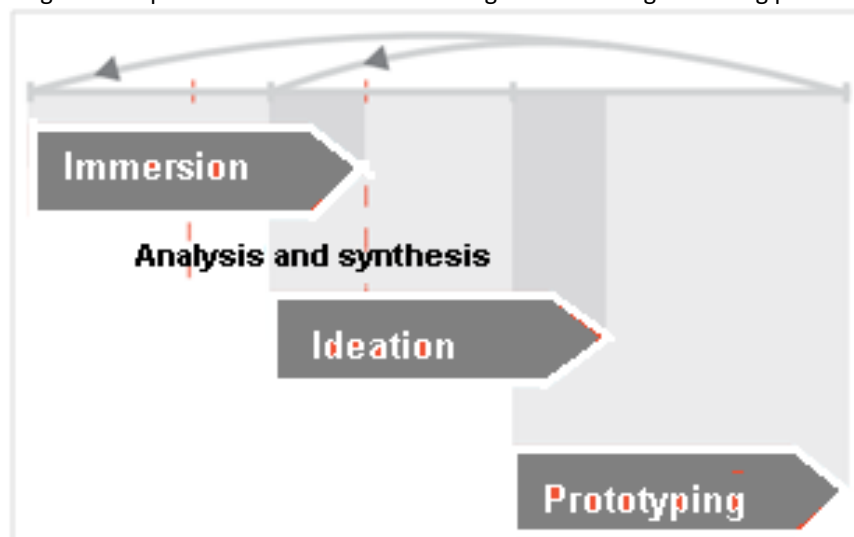 Immersion
Analysis and synthesis
Ideation
Prototyping